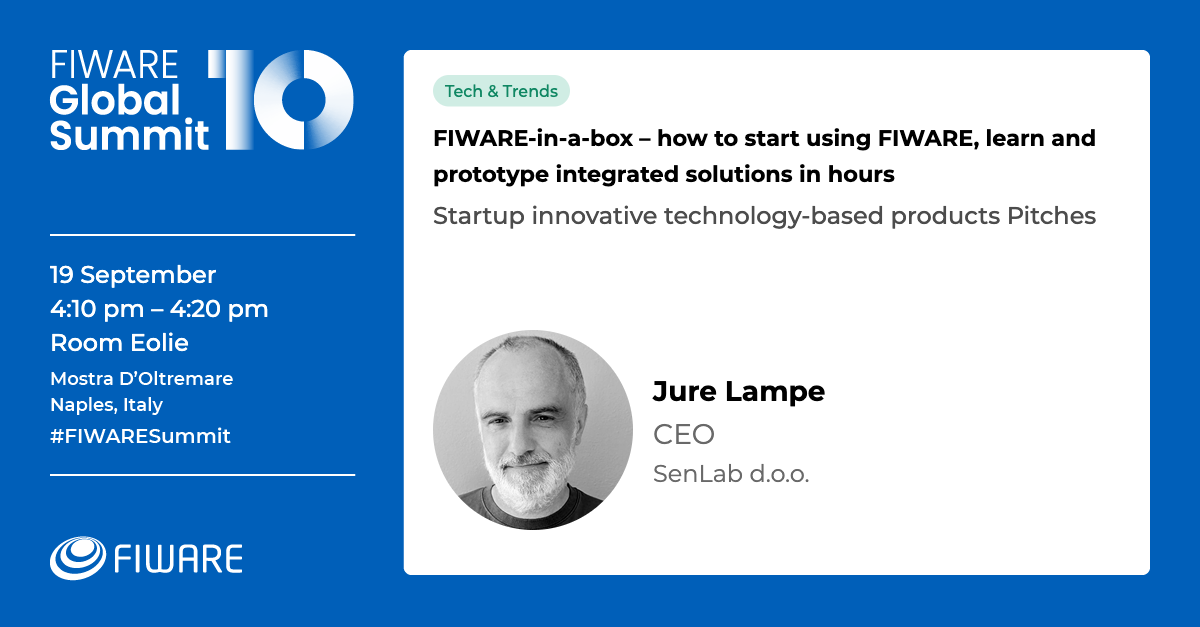 FIWARE
Global
Summit
10
19 September
4:10 pm – 4:20 pm
Room Eolie
Mostra D’Oltremare
Naples, Italy
#FIWARESummit
FIWARE
Tech & Trends
FIWARE-in-a-box – how to start using FIWARE, learn and
prototype integrated solutions in hours
Startup innovative technology-based products Pitches
Jure Lampe
CEO
SenLab d.o.o.